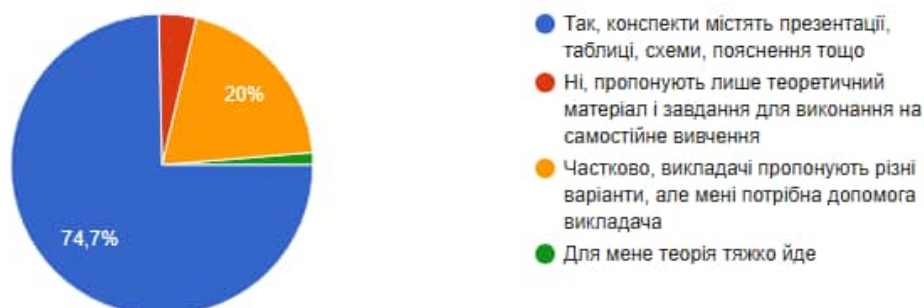 20%
74,7%
Так, конспекти містять презентації,
таблиці, схеми, пояснення тощо
Ні, пропонують лише теоретичний
матеріал і завдання для виконання на
самостійне вивчення
Частково, викладачі пропонують різні
варіанти, але мені потрібна допомога
викладача
Для мене теорія тяжко йде